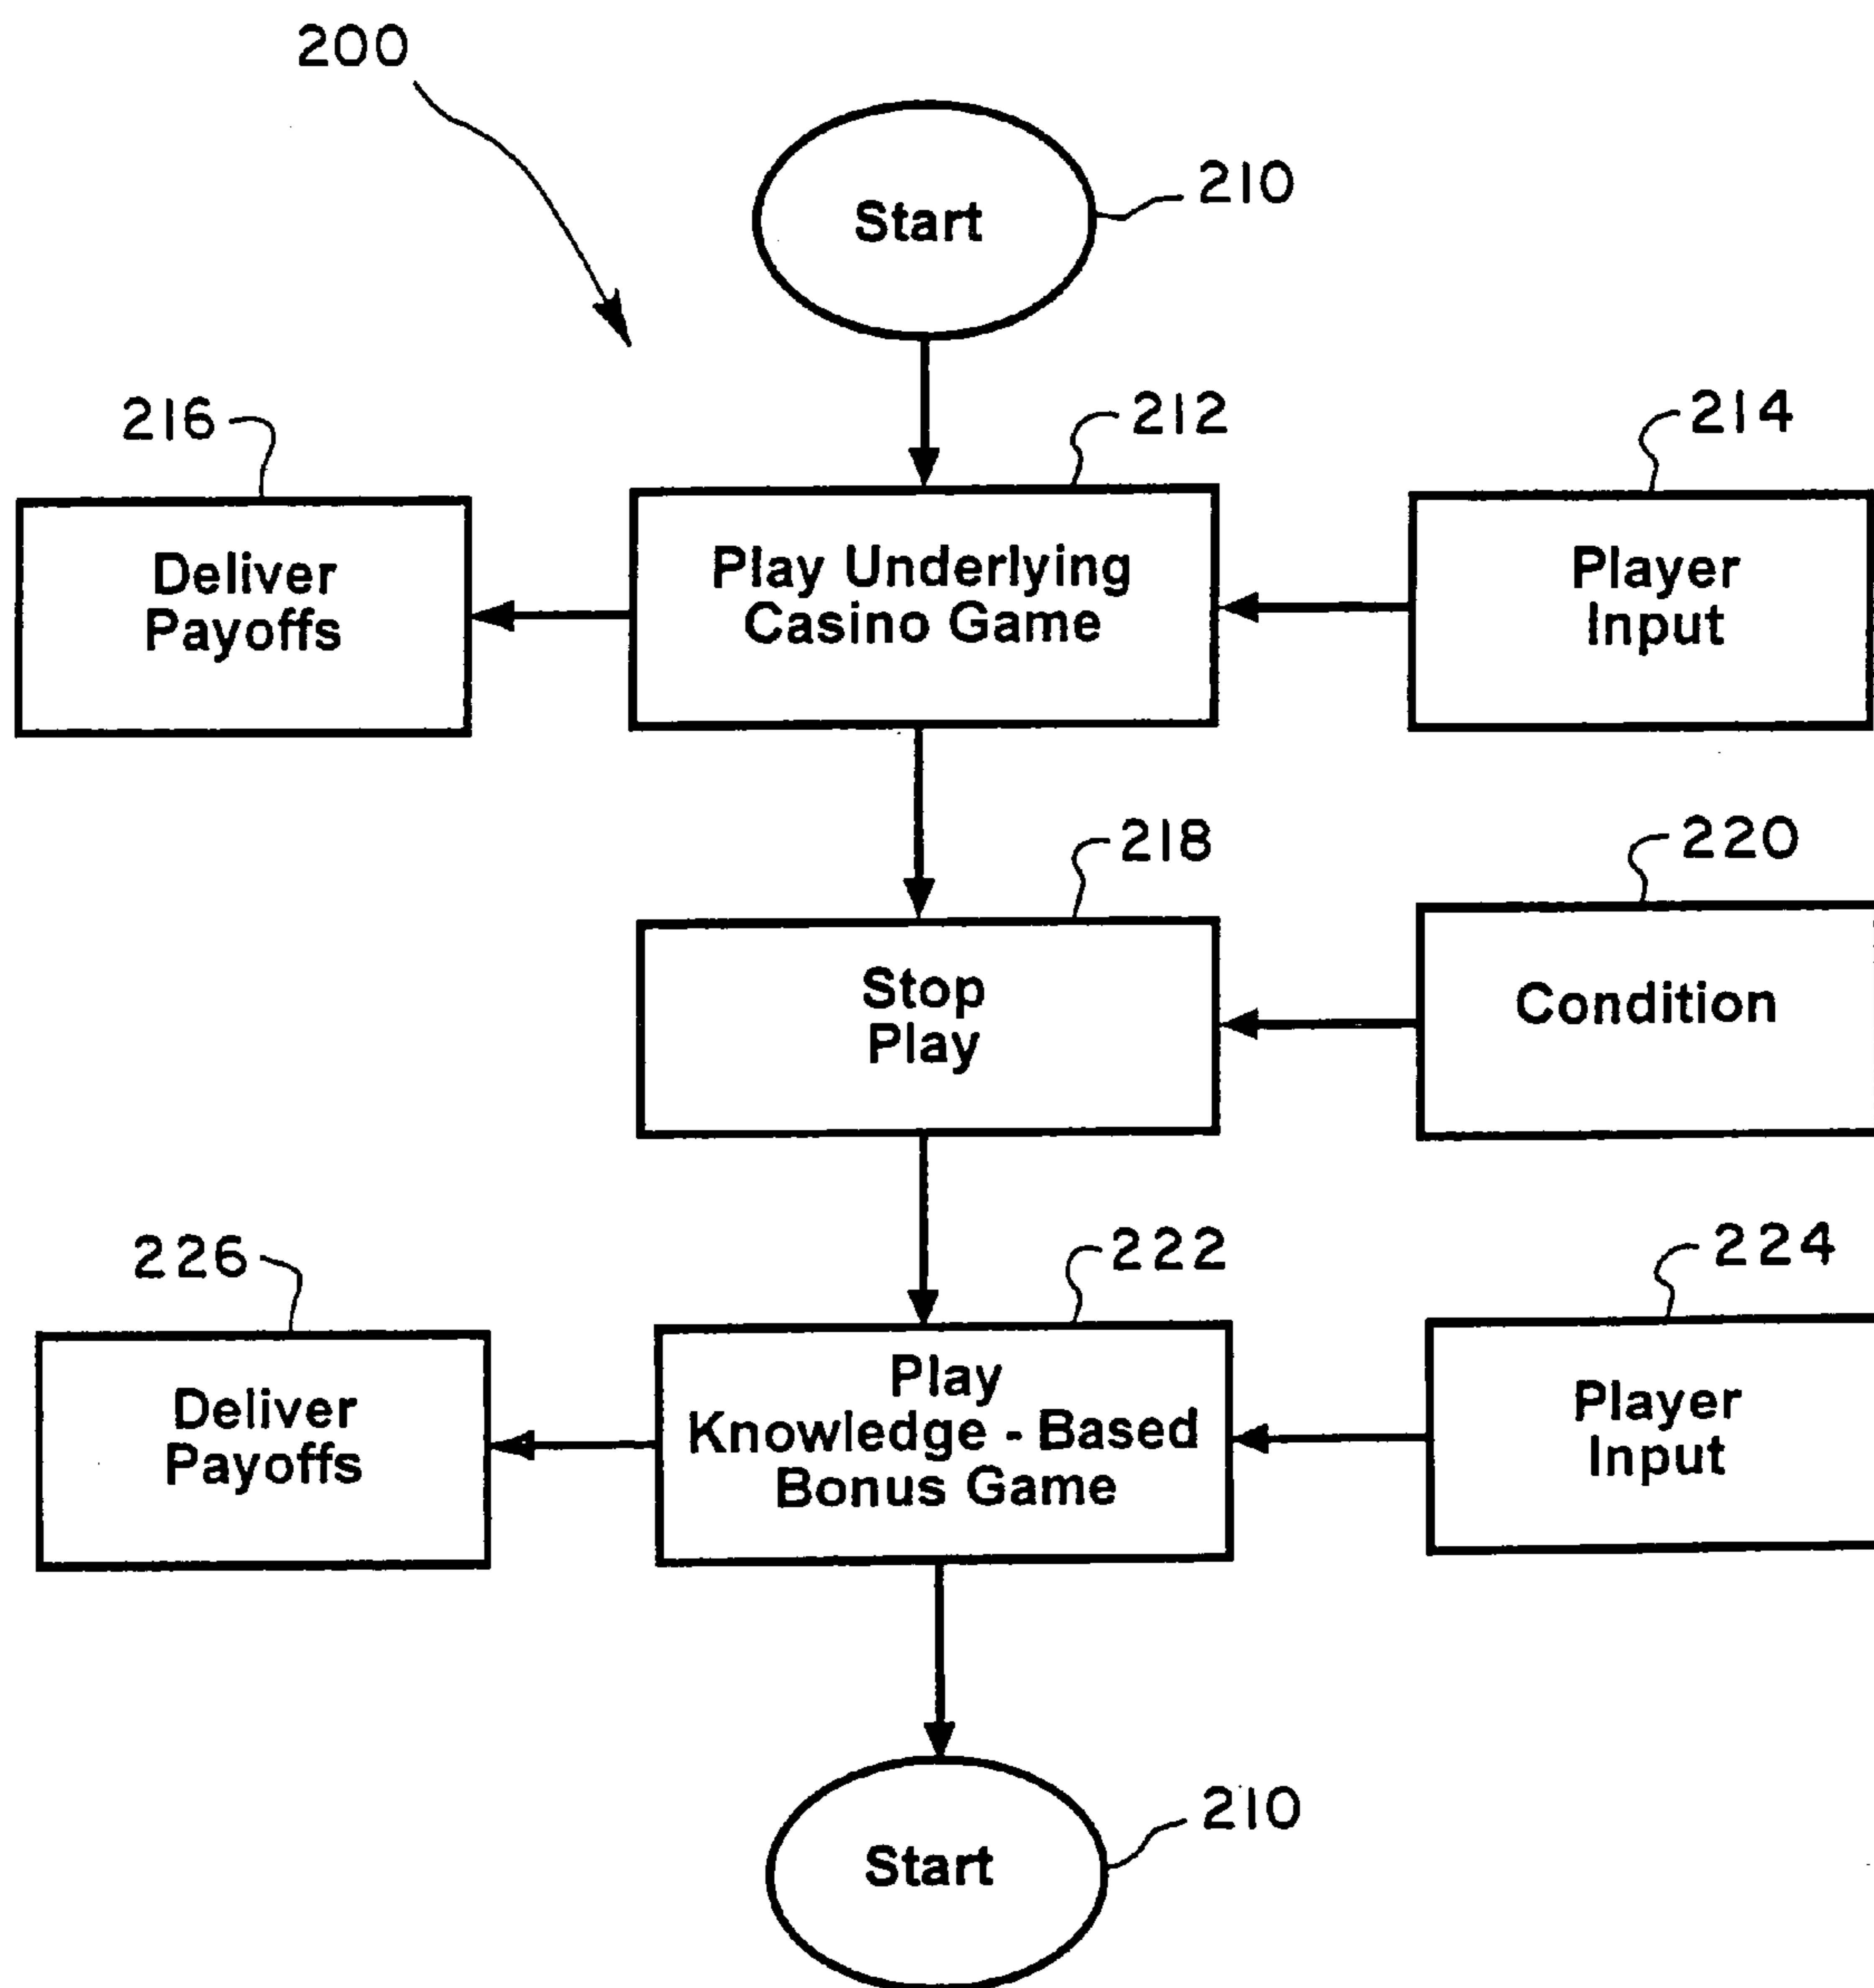 200
Start
210
216
212
214
Deliver
Payoffs
Play Underlying
Casino Game
Player
Input
218
220
Stop
Play
Condition
226
222
224
Deliver
Payoffs
Play
Knowledge - Based
Bonus Game
Player
Input
Start
210